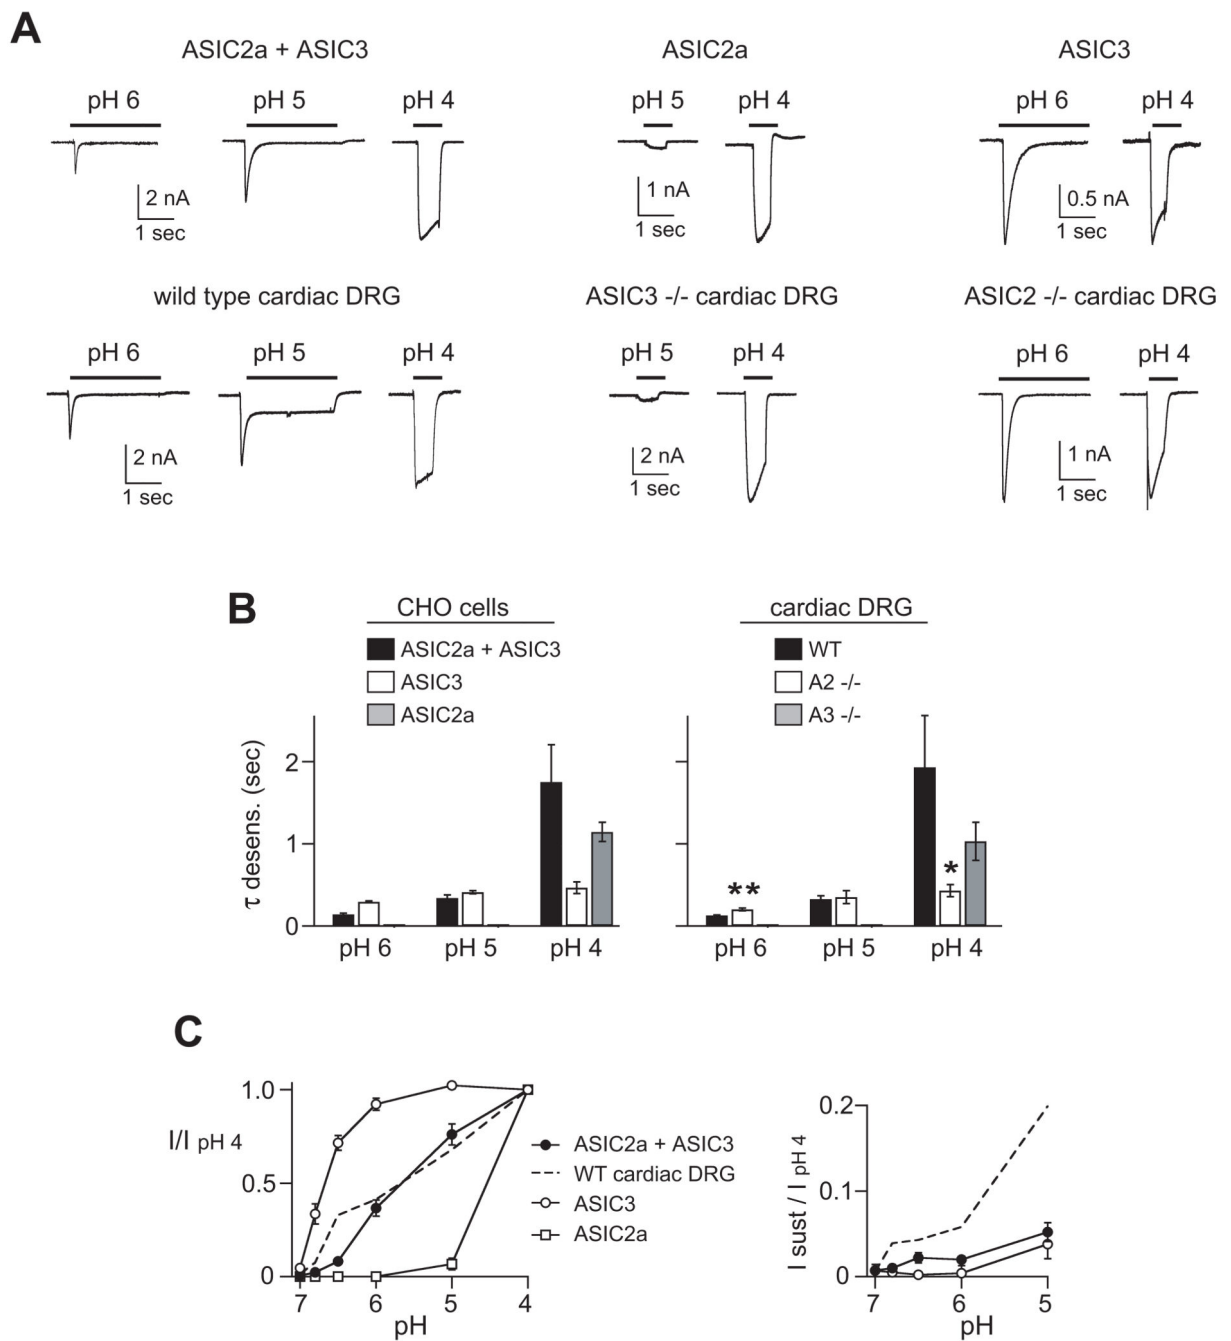 A
ASIC2a + ASIC3
ASIC2a
ASIC3
pH 6
pH 5
pH 4
pH 5
pH 4
pH 6
pH 4
2 nA
1 sec
1 nA
1 sec
0.5 nA
1 sec
wild type cardiac DRG
ASIC3 -/- cardiac DRG
ASIC2 -/- cardiac DRG
pH 6
pH 5
pH 4
pH 5
pH 4
pH 6
pH 4
2 nA
1 sec
2 nA
1 sec
1 nA
1 sec
B
CHO cells
ASIC2a + ASIC3
ASIC3
ASIC2a
cardiac DRG
WT
A2 -/-
A3 -/-
τ desens. (sec)
2
1
0
pH 6
pH 5
pH 4
**
*
pH 6
pH 5
pH 4
C
I/I pH 4
1.0
0.5
0
7
6
5
4
pH
ASIC2a + ASIC3
WT cardiac DRG
ASIC3
ASIC2a
I sust / I pH 4
0.2
0.1
0
7
6
5
pH